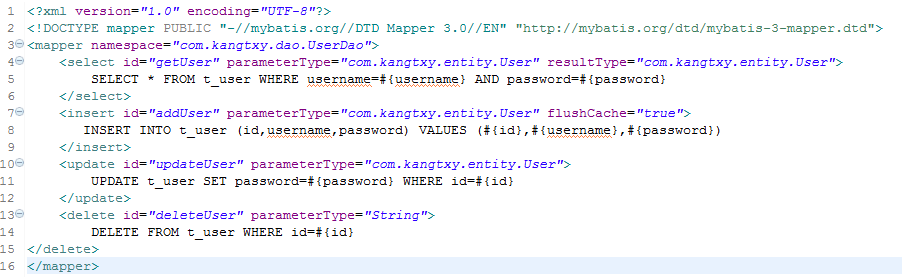 1 <?xml version="1.0" encoding="UTF-8"?>
2 <!DOCTYPE mapper PUBLIC "-//mybatis.org//DTD Mapper 3.0//EN" "http://mybatis.org/dtd/mybatis-3-mapper.dtd">
3 <mapper namespace="com.kangtxy.dao.UserDao">
4 <select id="getUser" parameterType="com.kangtxy.entity.User" resultType="com.kangtxy.entity.User">
5 SELECT * FROM t_user WHERE username=#{username} AND password=#{password}
6 </select>
7 <insert id="addUser" parameterType="com.kangtxy.entity.User" flushCache="true">
8 INSERT INTO t_user (id,username,password) VALUES (#{id},#{username},#{password})
9 </insert>
10 <update id="updateUser" parameterType="com.kangtxy.entity.User">
11 UPDATE t_user SET password=#{password} WHERE id=#{id}
12 </update>
13 <delete id="deleteUser" parameterType="String">
14 DELETE FROM t_user WHERE id=#{id}
15 </delete>
16 </mapper>